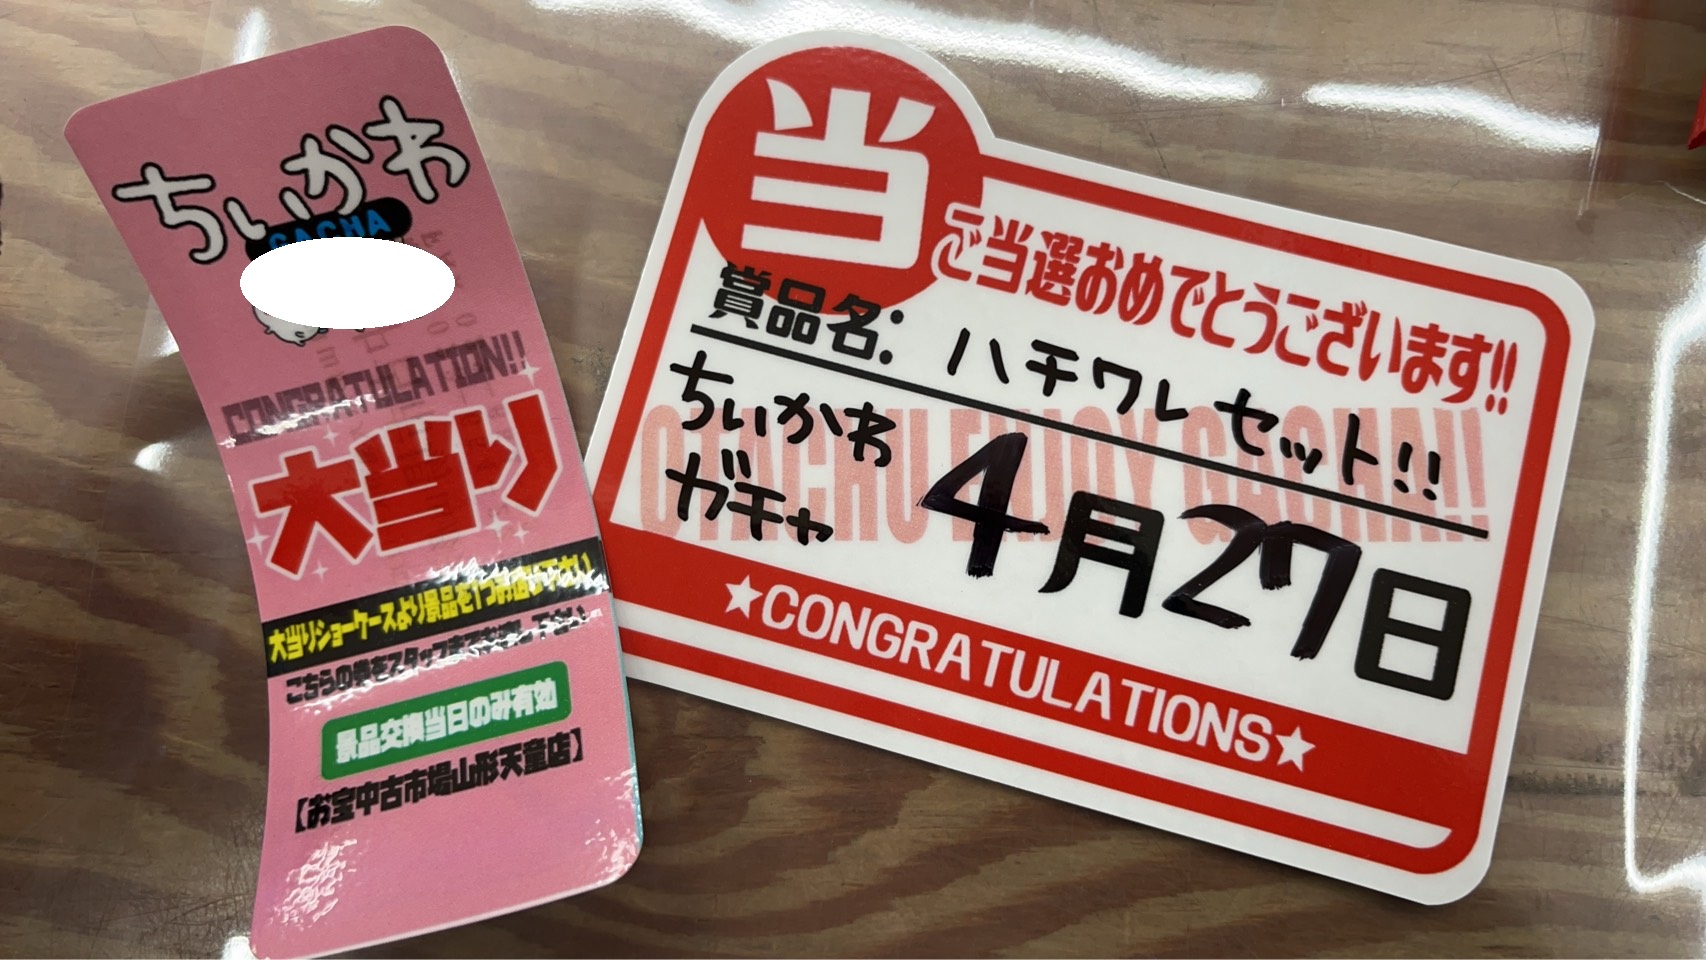 ちいかわ
GACHA
CONGRATULATION!!
大当り
大当りショーケースより景品を1つお選び下さい
こちらの券をスタッフまでお渡し下さい
景品交換当日のみ有効
【お宝中古市場山形天童店】
当
ご当選おめでとうございます!!
賞品名: ハチワレセット!!
ちいかわ
ガチャ
4月27日
OTACHU ENJOY GACHA!!
★CONGRATULATIONS★